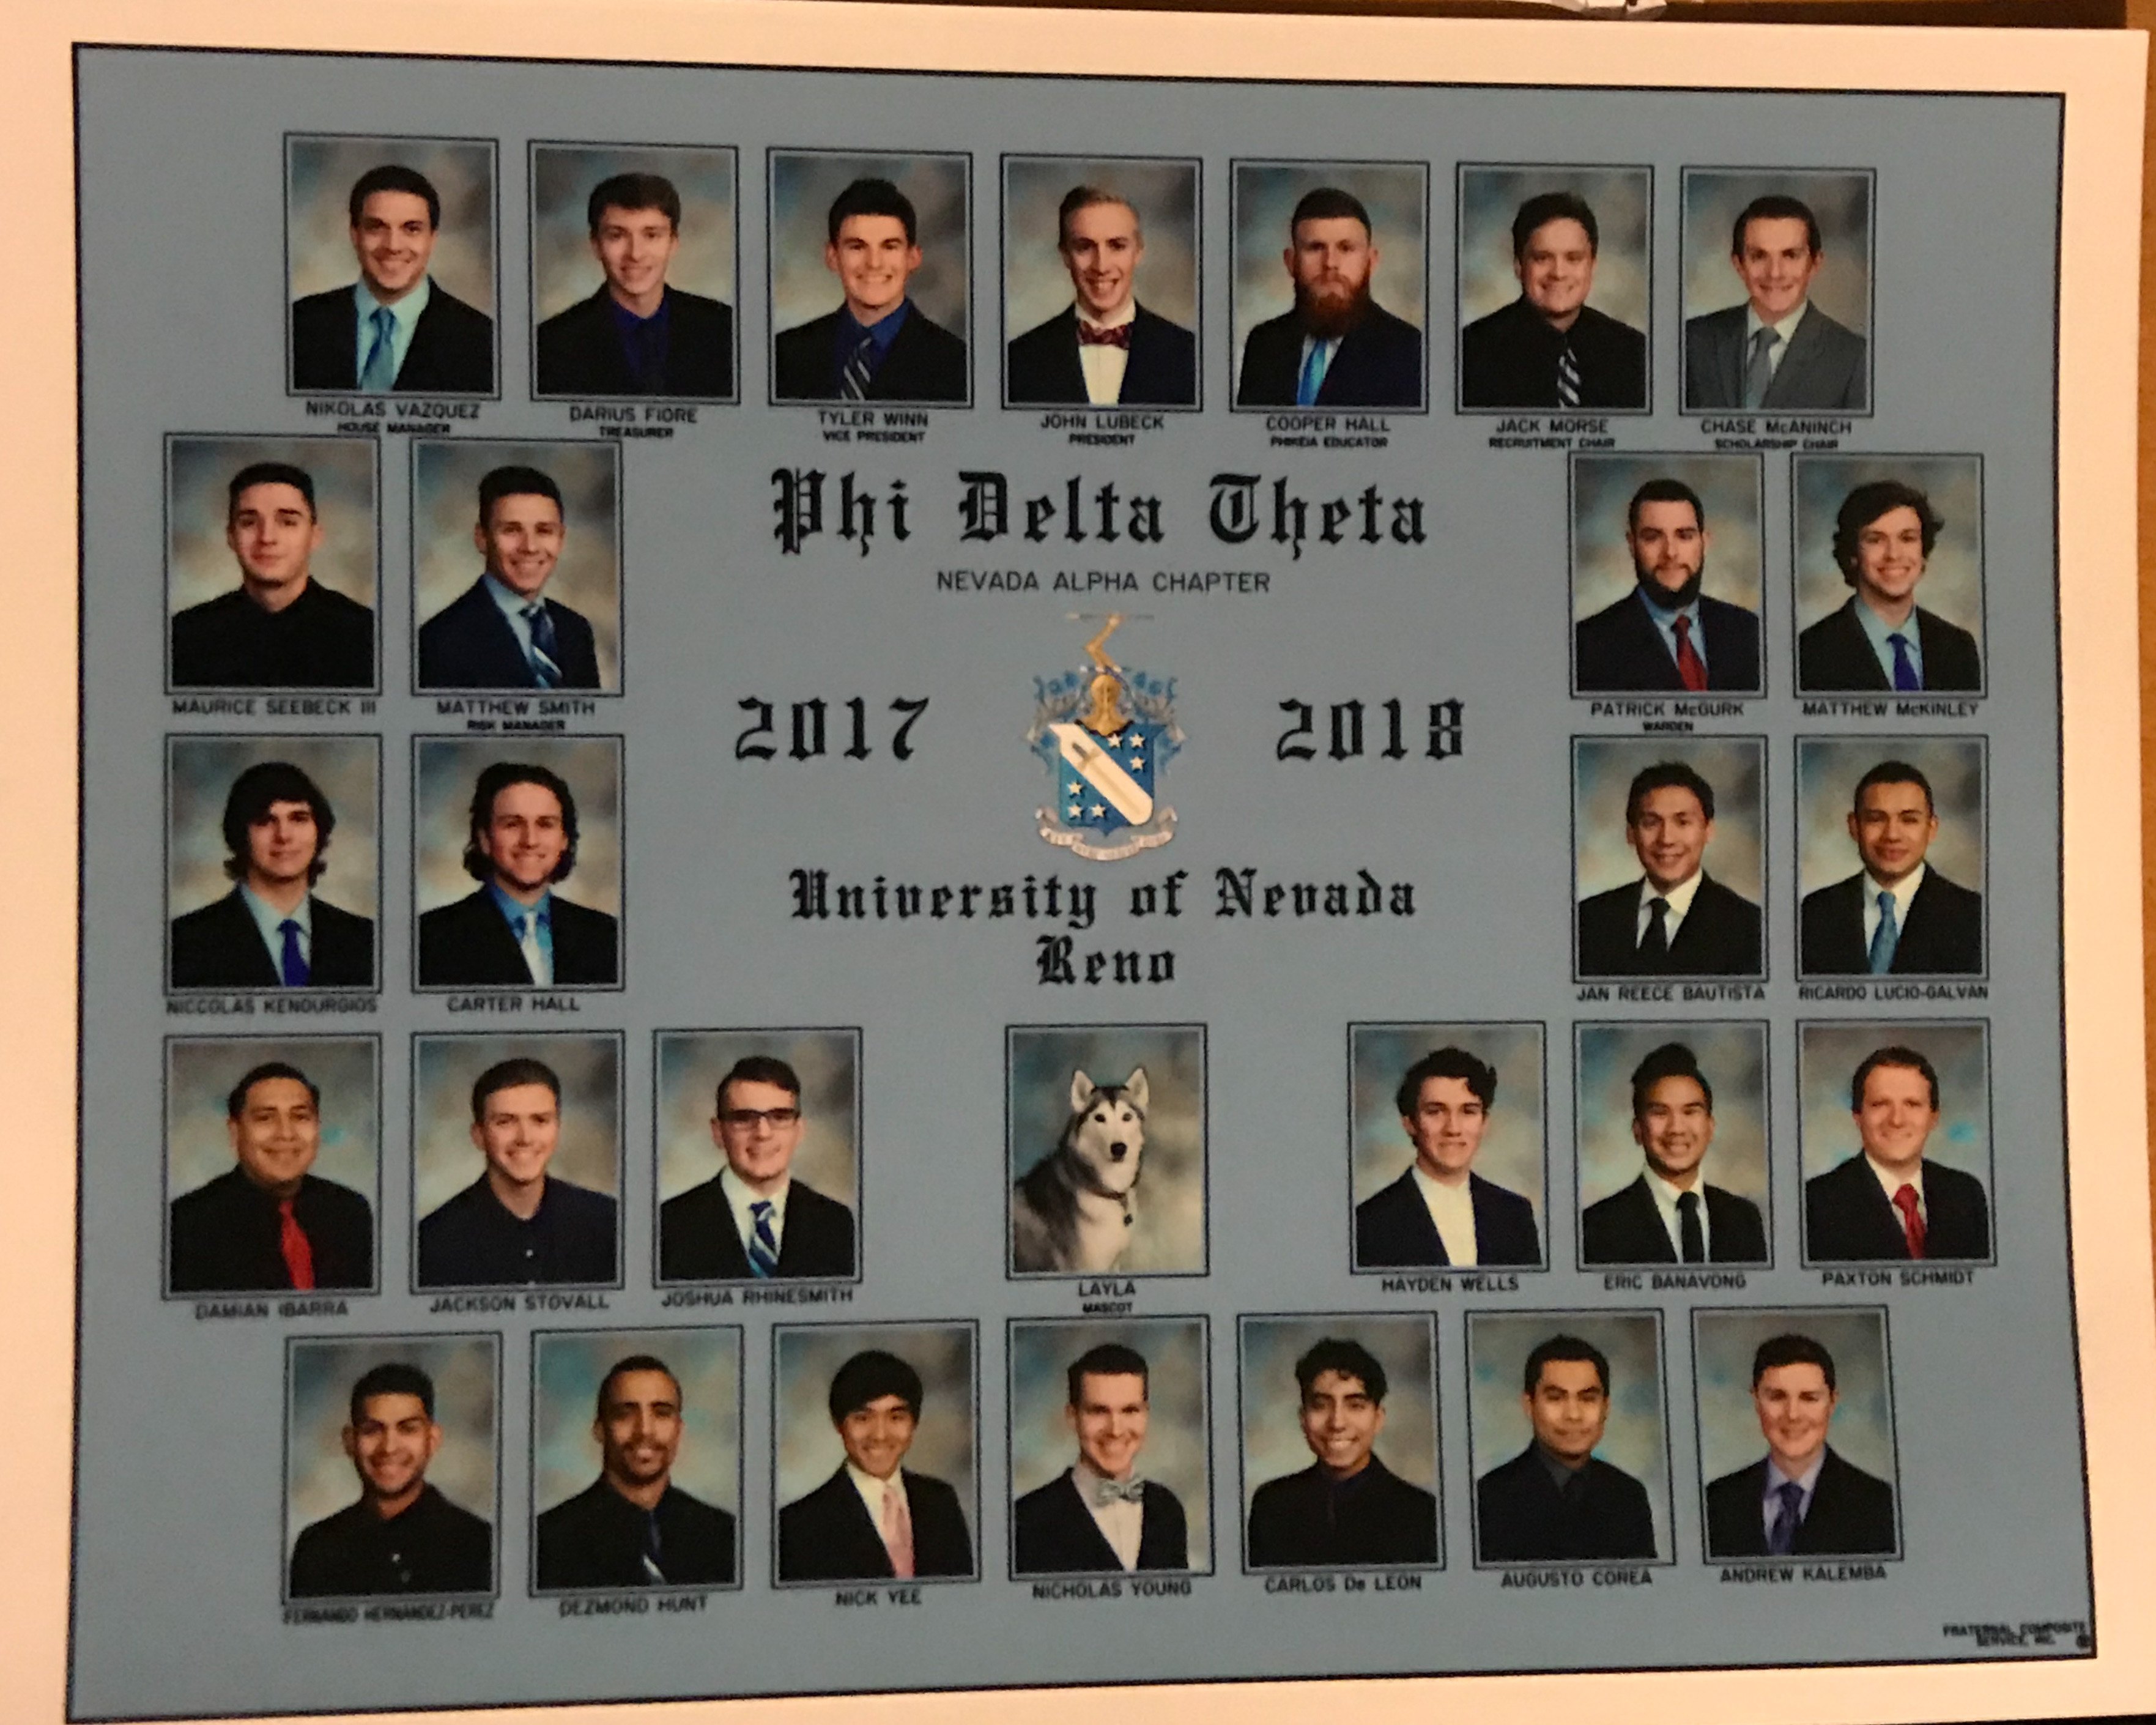 NIKOLAS VAZQUEZ
HOUSE MANAGER
DARIUS FIORE
TREASURER
TYLER WINN
VICE PRESIDENT
JOHN LUBECK
PRESIDENT
COOPER HALL
PHIKEIA EDUCATOR
JACK MORSE
RECRUITMENT CHAIR
CHASE McANINCH
SCHOLARSHIP CHAIR
Phi Delta Theta
NEVADA ALPHA CHAPTER
MAURICE SEEBECK III
MATTHEW SMITH
RISK MANAGER
2017
2018
PATRICK McGURK
WARDEN
MATTHEW McKINLEY
University of Nevada
Reno
NICCOLAS KENOURGIOS
CARTER HALL
JAN REECE BAUTISTA
RICARDO LUCIO-GALVAN
DAMIAN IBARRA
JACKSON STOVALL
JOSHUA RHINESMITH
LAYLA
MASCOT
HAYDEN WELLS
ERIC BANAVONG
PAXTON SCHMIDT
FERNANDO HERNANDEZ-PEREZ
DEZMOND HUNT
NICK YEE
NICHOLAS YOUNG
CARLOS De LEON
AUGUSTO COREA
ANDREW KALEMBA
FRATERNAL COMPOSITE
SERVICE, INC.